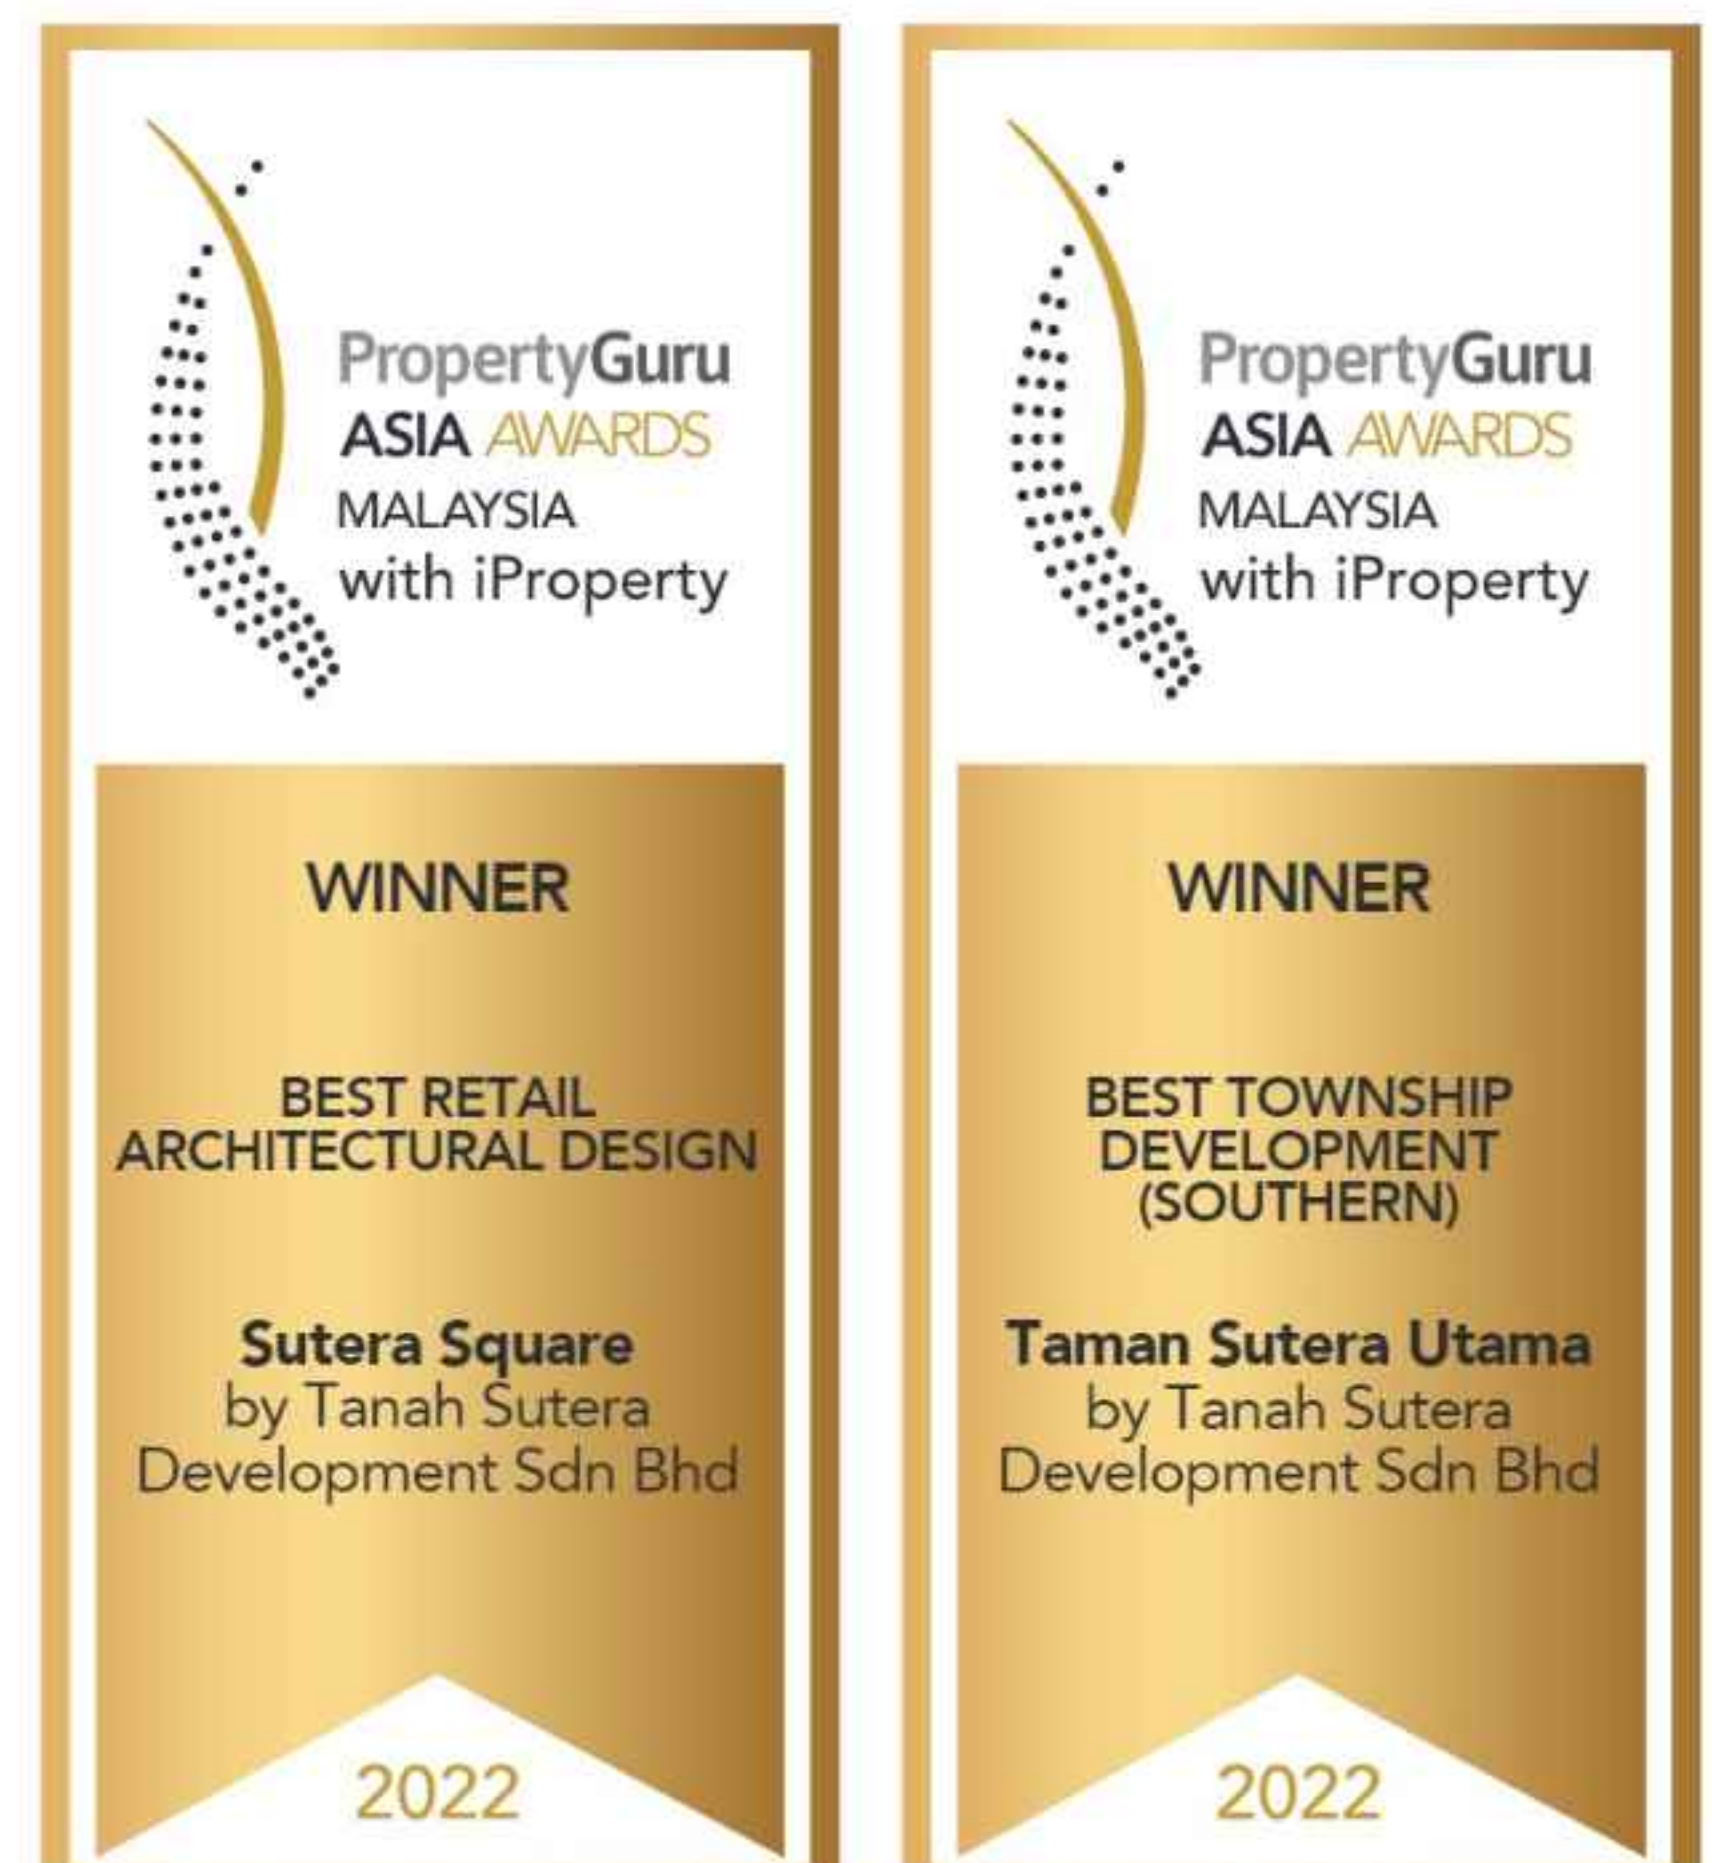 PropertyGuru
ASIA AWARDS
MALAYSIA
with iProperty
WINNER
BEST RETAIL
ARCHITECTURAL DESIGN
Sutera Square
by Tanah Sutera
Development Sdn Bhd
2022
PropertyGuru
ASIA AWARDS
MALAYSIA
with iProperty
WINNER
BEST TOWNSHIP
DEVELOPMENT
(SOUTHERN)
Taman Sutera Utama
by Tanah Sutera
Development Sdn Bhd
2022